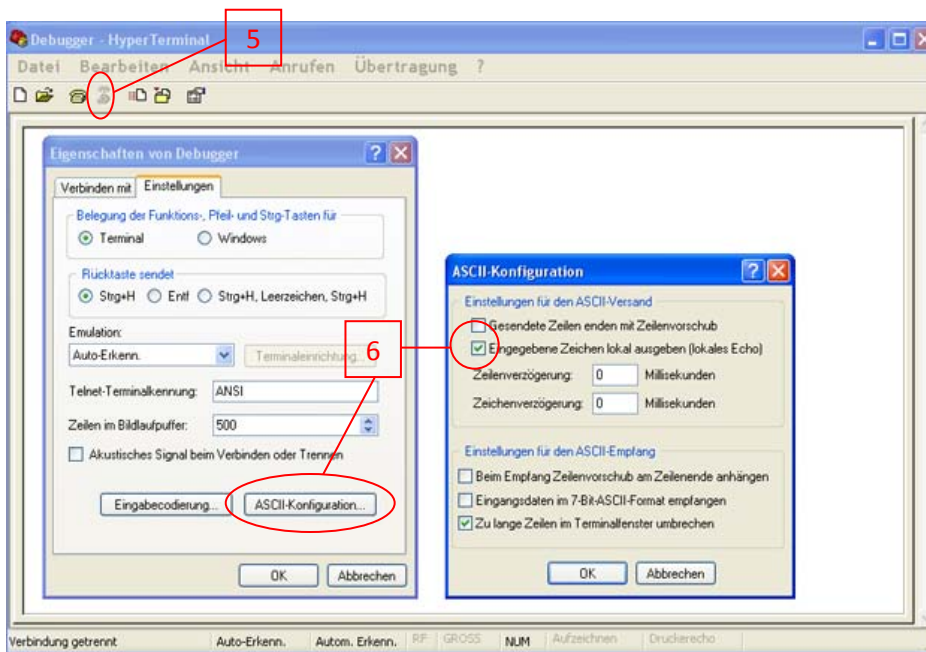 Debugger - HyperTerminal
5
Datei Bearbeiten Ansicht Anrufen Übertragung ?
Eigenschaften von Debugger
Verbinden mit Einstellungen
Belegung der Funktions-, Pfeil- und Strg-Tasten für
Terminal Windows
Rücktaste sendet
Strg+H Entf Strg+H, Leerzeichen, Strg+H
Emulation:
Auto-Erkenn. Terminaleinrichtung...
Telnet-Terminalkennung: ANSI
Zeilen im Bildlaufpuffer: 500
Akustisches Signal beim Verbinden oder Trennen
Eingabecodierung... ASCII-Konfiguration...
OK Abbrechen
6
ASCII-Konfiguration
Einstellungen für den ASCII-Versand
Gesendete Zeilen enden mit Zeilenvorschub
Eingegebene Zeichen lokal ausgeben (lokales Echo)
Zeilenverzögerung: 0 Millisekunden
Zeichenverzögerung: 0 Millisekunden
Einstellungen für den ASCII-Empfang
Beim Empfang Zeilenvorschub am Zeilenende anhängen
Eingangsdaten im 7-Bit-ASCII-Format empfangen
Zu lange Zeilen im Terminalfenster umbrechen
OK Abbrechen
Verbindung getrennt Auto-Erkenn. Autom. Erkenn. RF GROSS NUM Aufzeichnen Druckerecho